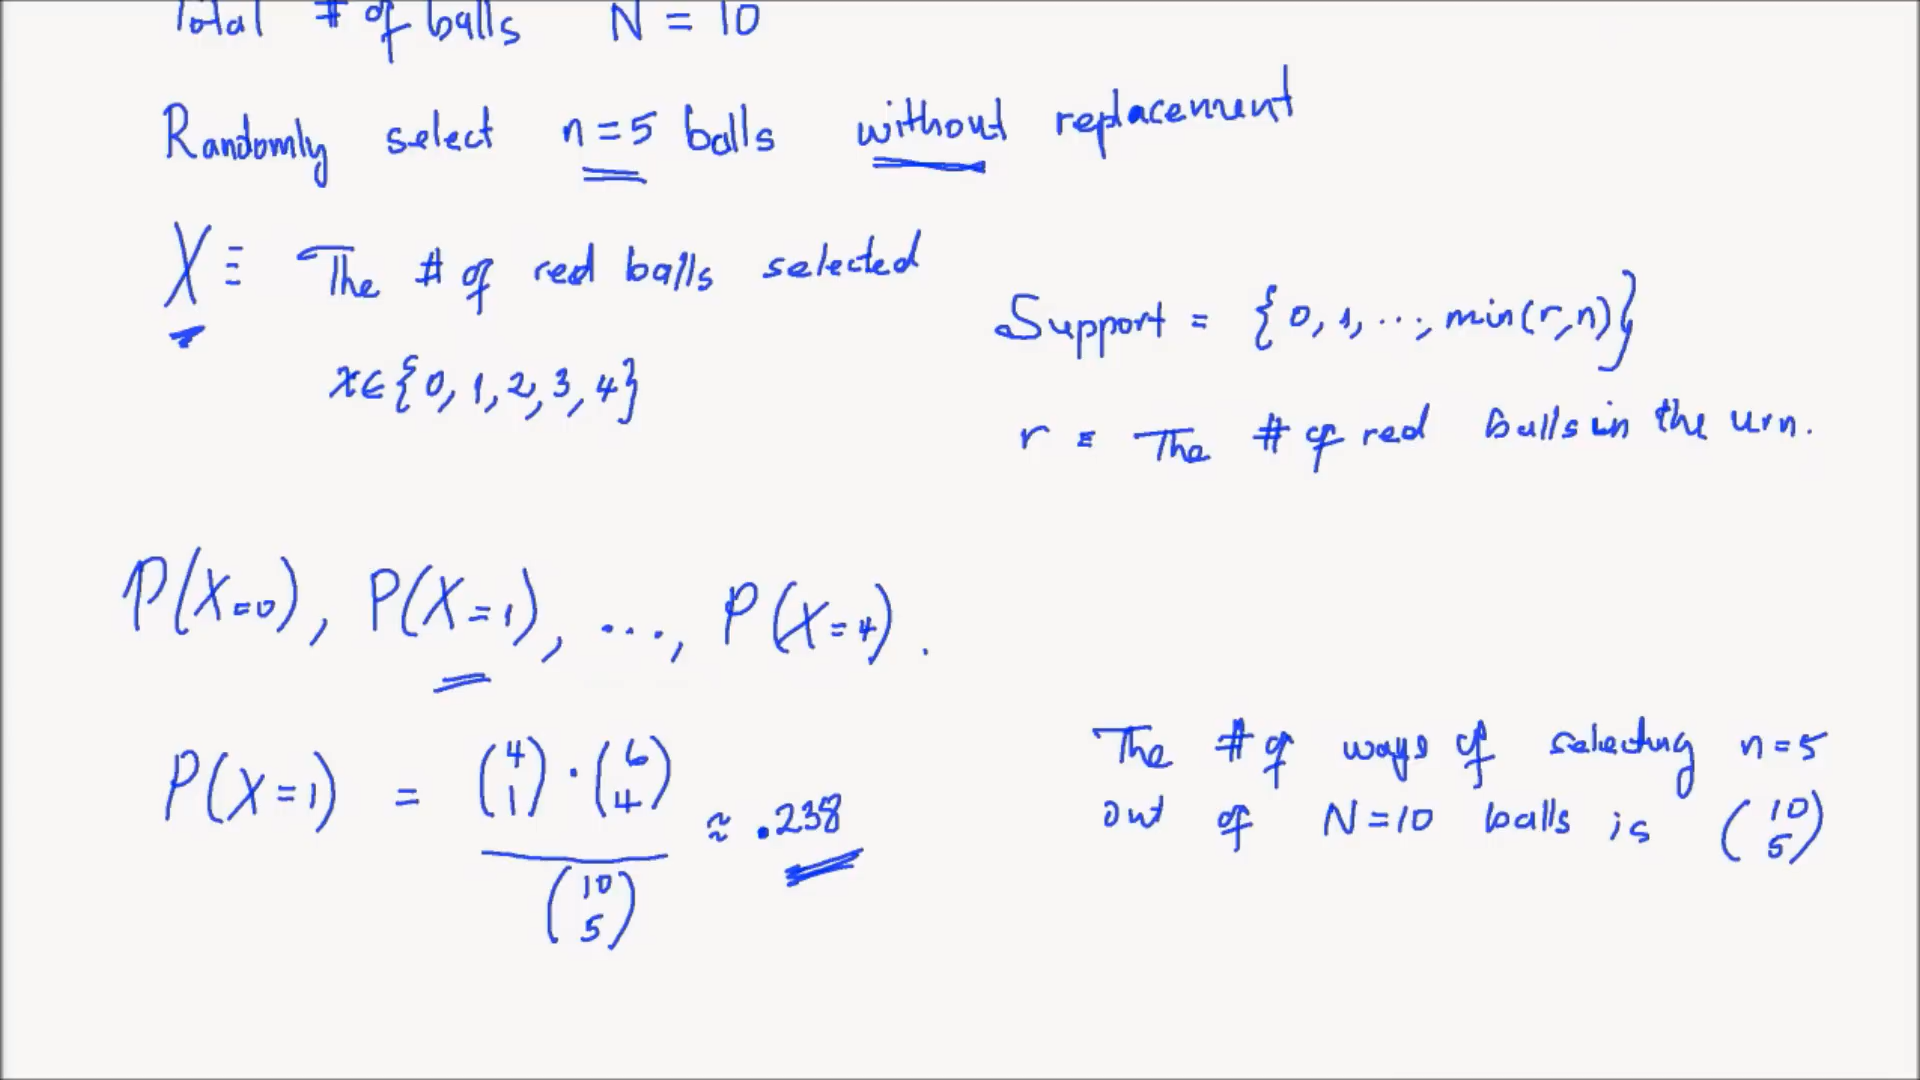 Total # of balls N = 10
Randomly select n=5 balls without replacement
X ≡ The # of red balls selected
Support = {0, 1, ..., min(r,n)}
x∈{0, 1, 2, 3, 4}
r = The # of red balls in the urn.
P(X=0), P(X=1), ..., P(X=4).
P(X=1) = (4 1) · (6 4) / (10 5) ≈ .238
The # of ways of selecting n=5
out of N=10 balls is (10 5)